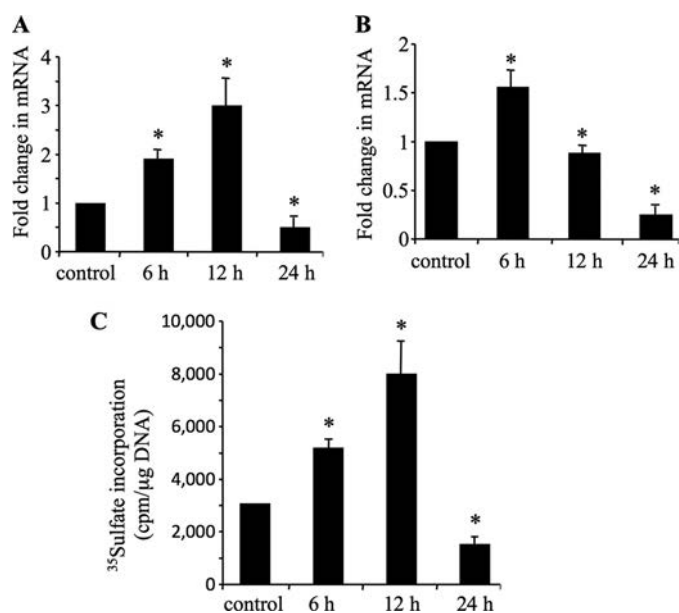 A
Fold change in mRNA
4
3
2
1
0
*
*
*
control 6 h 12 h 24 h
B
Fold change in mRNA
2
1.5
1
0.5
0
*
*
*
control 6 h 12 h 24 h
C
³⁵Sulfate incorporation
(cpm/µg DNA)
10,000
8,000
6,000
4,000
2,000
0
*
*
*
control 6 h 12 h 24 h